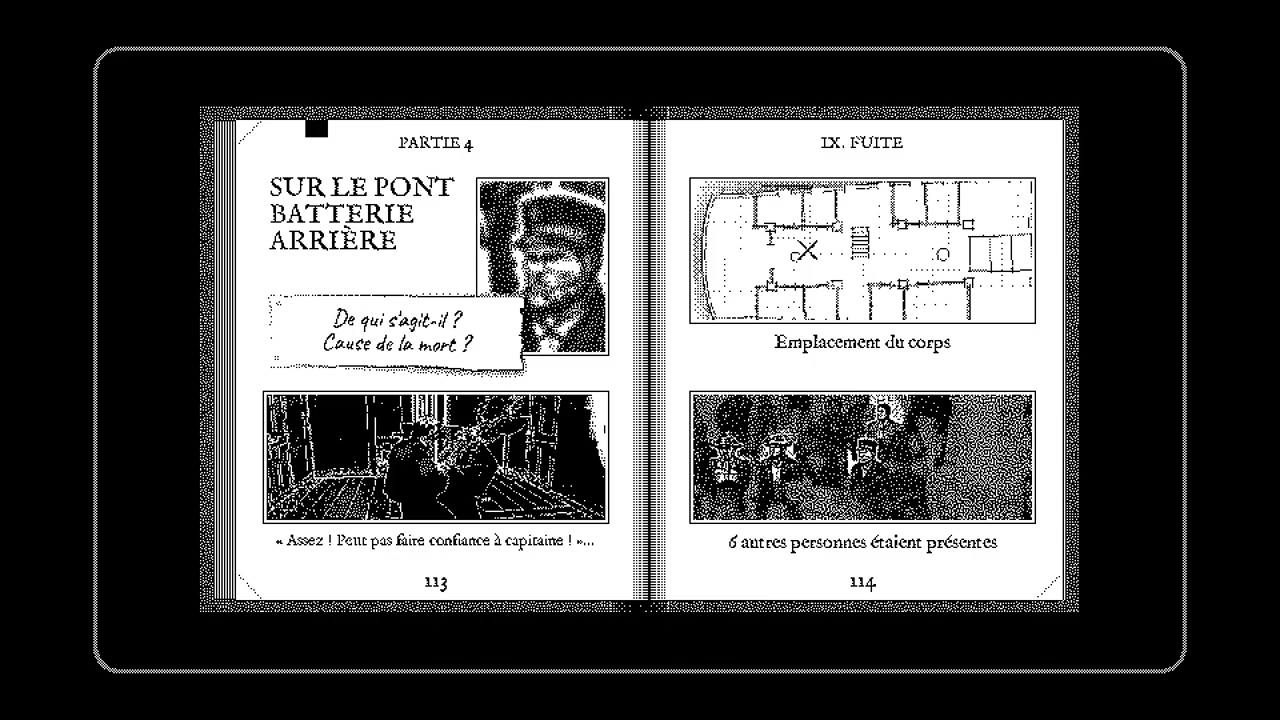 PARTIE 4
SUR LE PONT
BATTERIE
ARRIÈRE
De qui s'agit-il ?
Cause de la mort ?
« Assez ! Peut pas faire confiance à capitaine ! »...
113
IX. FUITE
Emplacement du corps
6 autres personnes étaient présentes
114